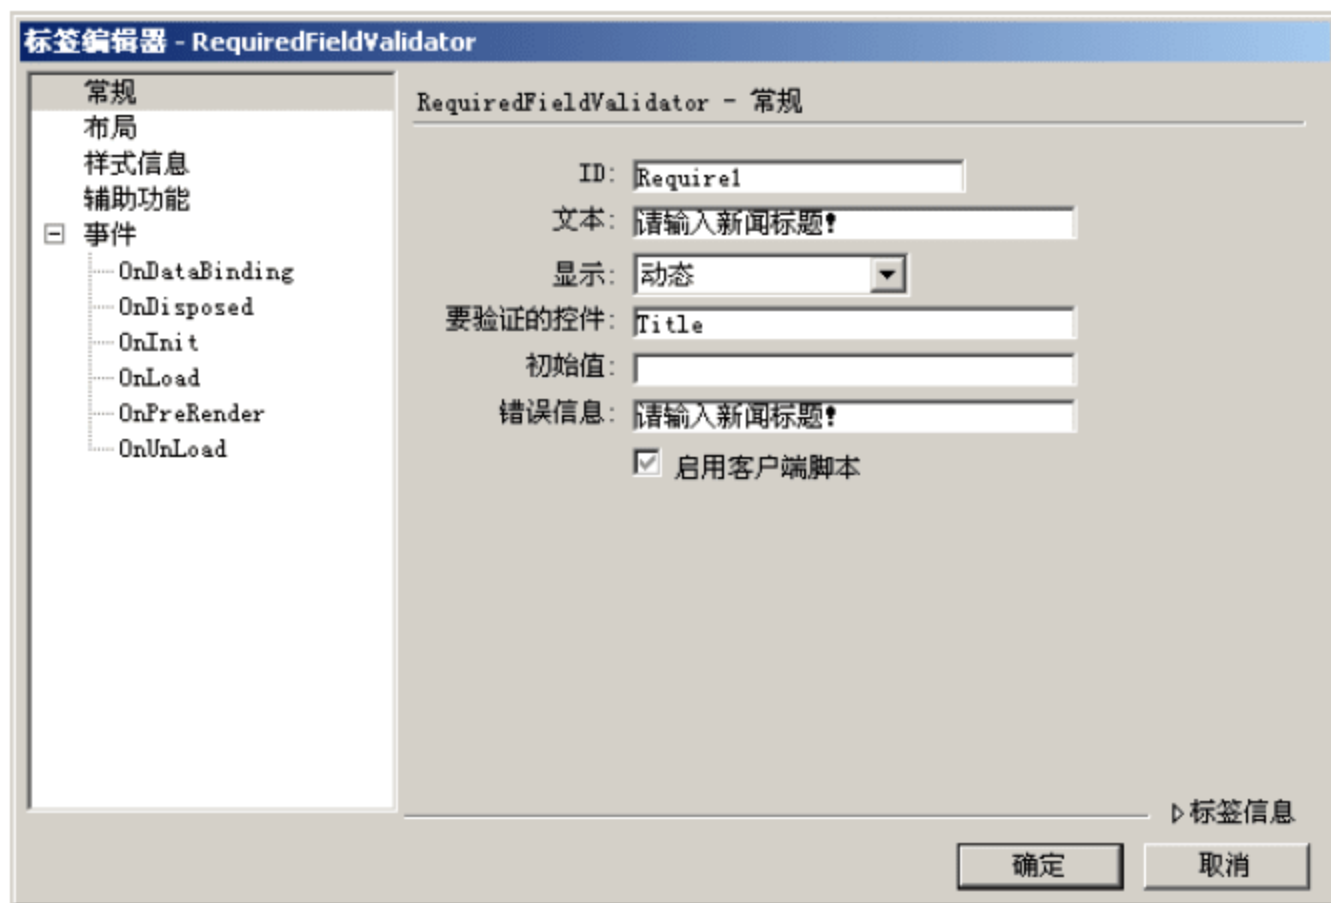 标签编辑器 - RequiredFieldValidator
常规
布局
样式信息
辅助功能
事件
OnDataBinding
OnDisposed
OnInit
OnLoad
OnPreRender
OnUnLoad
RequiredFieldValidator - 常规
ID: Require1
文本: 请输入新闻标题!
显示: 动态
要验证的控件: Title
初始值:
错误信息: 请输入新闻标题!
启用客户端脚本
标签信息
确定 取消